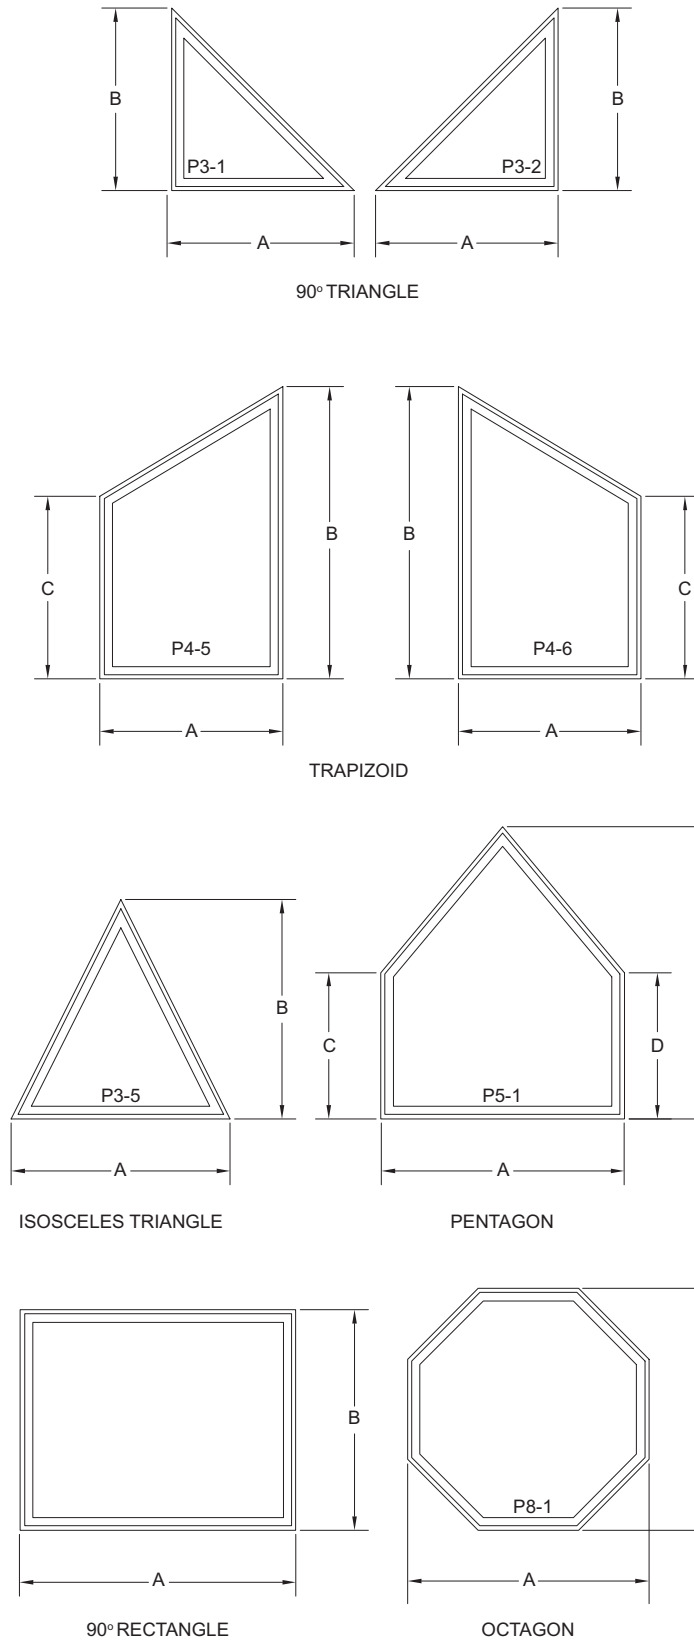 B
B
P3-1
P3-2
A
A
90° TRIANGLE
B
B
C
C
P4-5
P4-6
A
A
TRAPIZOID
B
C
D
P3-5
P5-1
A
A
ISOSCELES TRIANGLE
PENTAGON
B
P8-1
A
A
90° RECTANGLE
OCTAGON